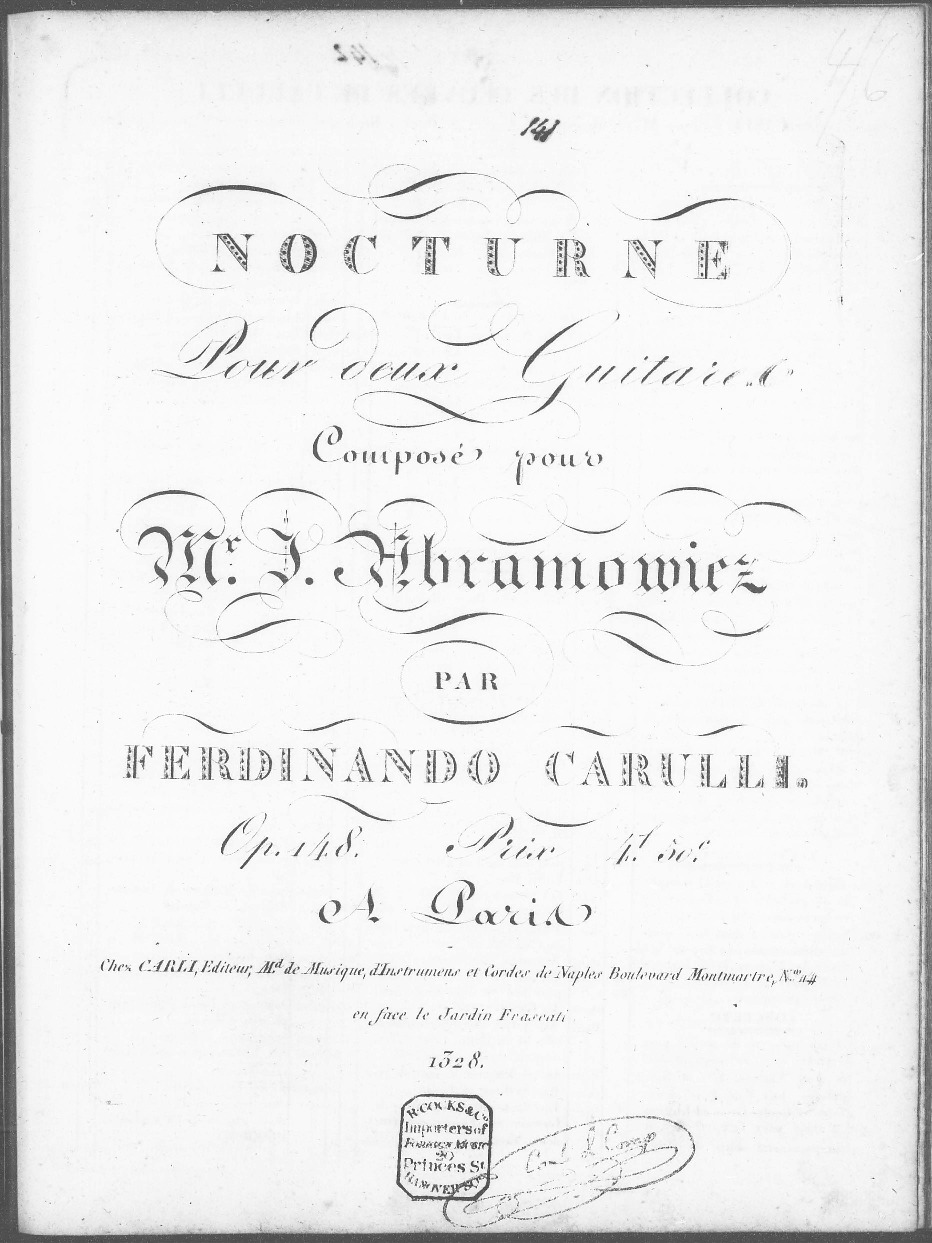 141
NOCTURNE
Pour deux Guitares
Composé pour
Mr. J. Abramowicz
PAR
FERDINANDO CARULLI.
Op. 148. Prix 4f 50c
A Paris
Chez CARLI, Editeur, Md de Musique, d'Instrumens et Cordes de Naples Boulevard Montmartre, No. 14
en face le Jardin Frascati
1328.
R. COCKS & Co.
Importers of
FOREIGN MUSIC
20
Princes St.
HANOVER SQRE